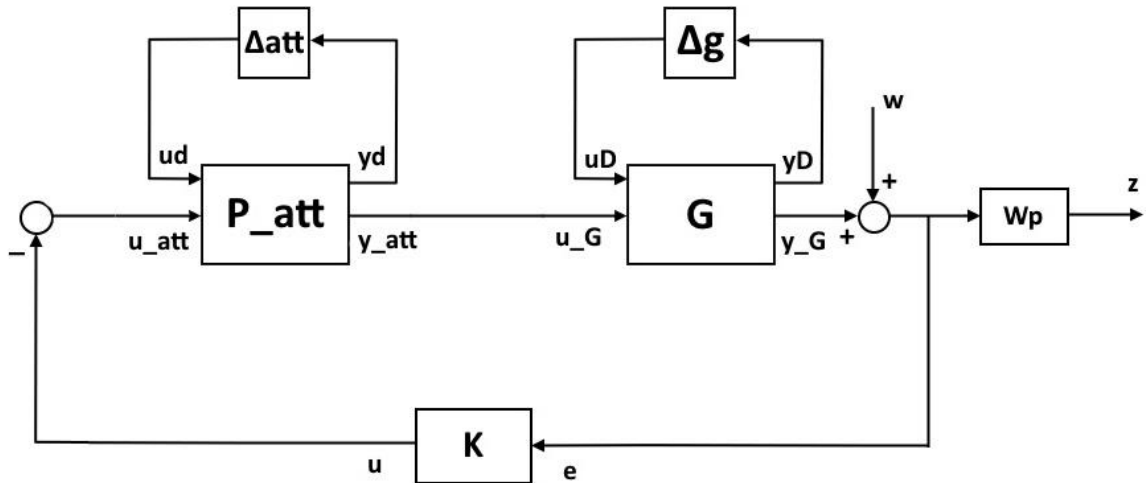 Δatt
Δg
w
ud
yd
uD
yD
+
z
P_att
G
Wp
_
u_att
y_att
u_G
y_G
+
K
u
e